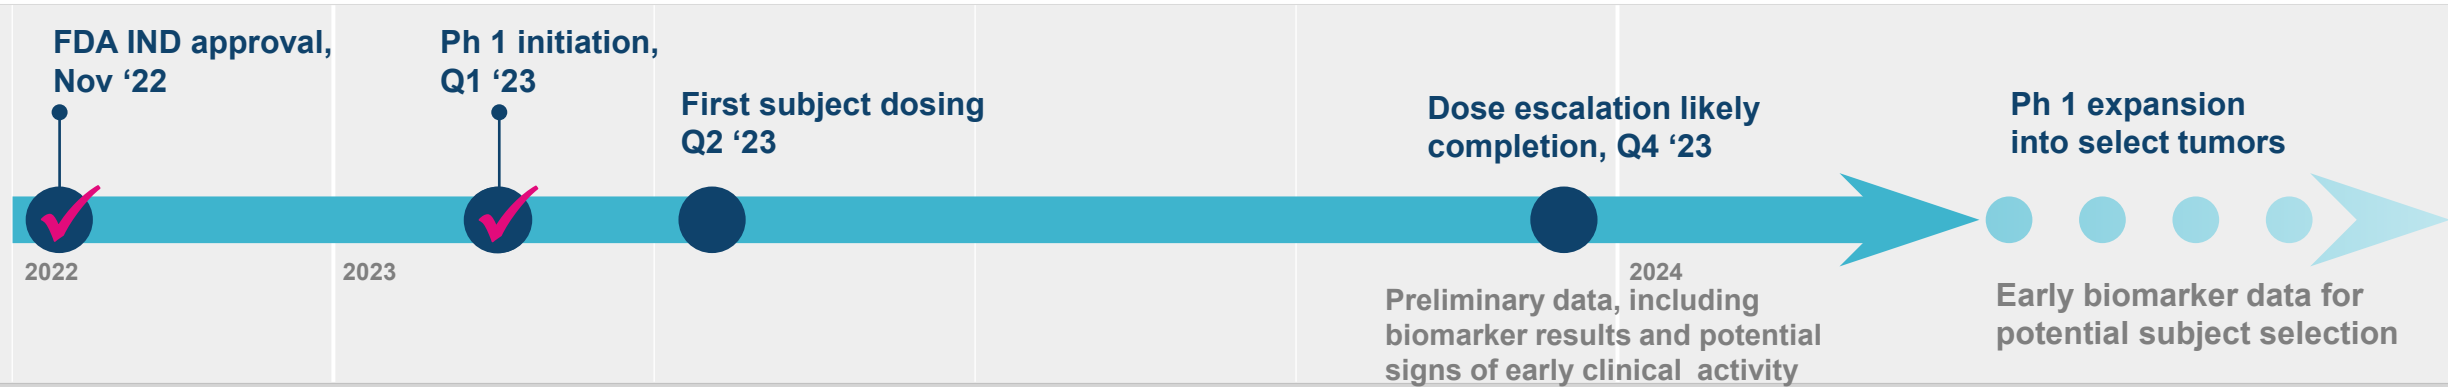 FDA IND approval,
Nov ‘22
Ph 1 initiation,
Q1 ‘23
First subject dosing
Q2 ‘23
Dose escalation likely
completion, Q4 ‘23
Ph 1 expansion
into select tumors
2022
2023
2024
Preliminary data, including
biomarker results and potential
signs of early clinical  activity
Early biomarker data for
potential subject selection